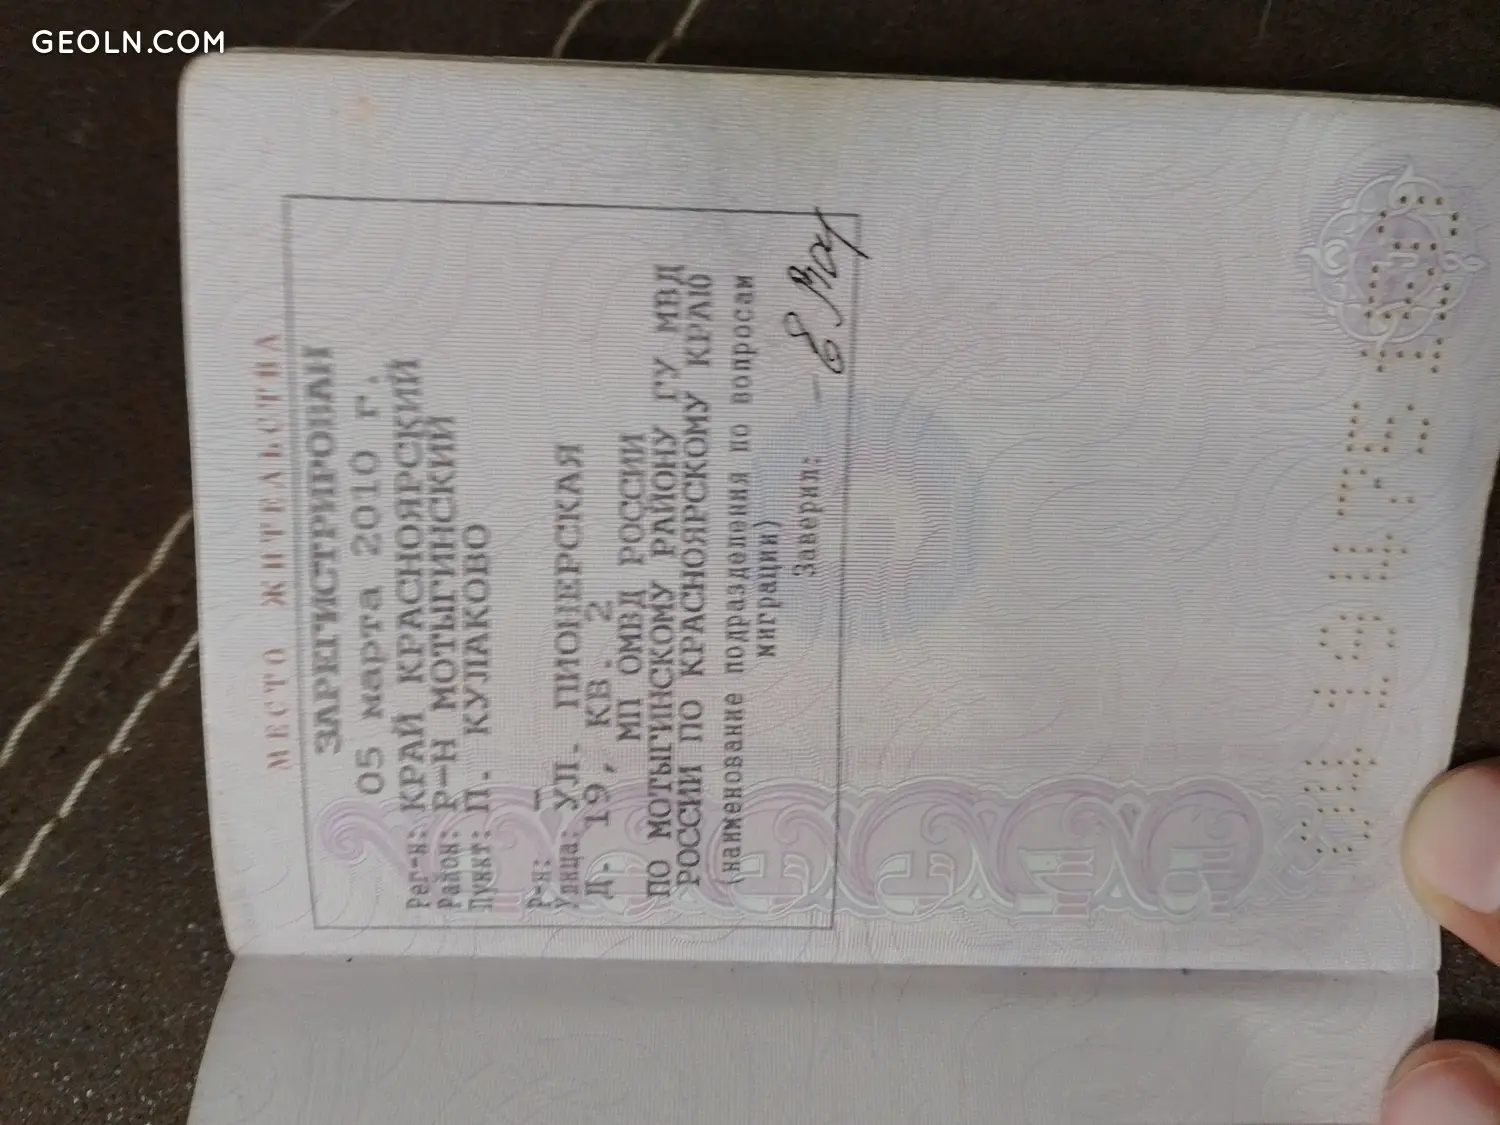 GEOLN.COM
МЕСТО ЖИТЕЛЬСТВА
ЗАРЕГИСТРИРОВАН
05 марта 2010 г.
Рег-н: КРАЙ КРАСНОЯРСКИЙ
Район: Р-Н МОТЫГИНСКИЙ
Пункт: П. КУЛАКОВО
Р-н: –
Улица: УЛ. ПИОНЕРСКАЯ
Д. 19, КВ. 2
МП ОМВД РОССИИ
ПО МОТЫГИНСКОМУ РАЙОНУ ГУ МВД
РОССИИ ПО КРАСНОЯРСКОМУ КРАЮ
(наименование подразделения по вопросам
миграции)
Заверил: